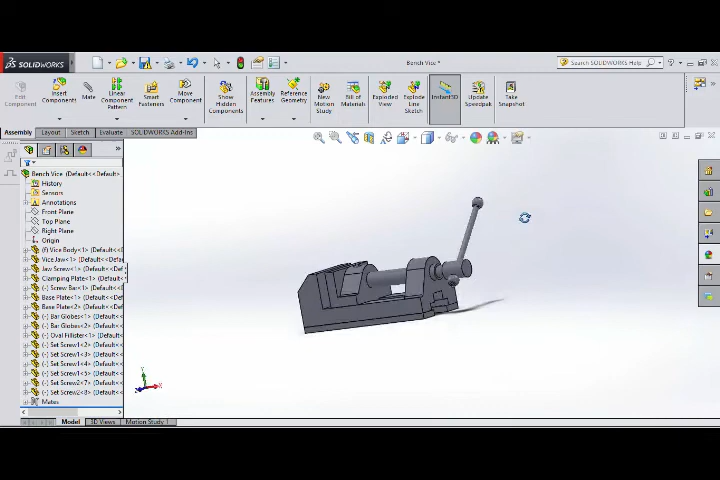 SOLIDWORKS
Bench Vice *
Search SOLIDWORKS Help
Edit Component
Insert Components
Mate
Linear Component Pattern
Smart Fasteners
Move Component
Show Hidden Components
Assembly Features
Reference Geometry
New Motion Study
Bill of Materials
Exploded View
Explode Line Sketch
Instant3D
Update Speedpak
Take Snapshot
Assembly
Layout
Sketch
Evaluate
SOLIDWORKS Add-Ins
Bench Vice (Default<Default_
History
Sensors
Annotations
Front Plane
Top Plane
Right Plane
Origin
(f) Vice Body<1> (Default<<D
Vice Jaw<1> (Default<<Defa
Jaw Screw<1> (Default<<Def
Clamping Plate<1> (Default<
(-) Screw Bar<1> (Default<<
Base Plate<1> (Default<<De
Base Plate<2> (Default<<De
(-) Bar Globes<1> (Default<
(-) Bar Globes<2> (Default<
(-) Oval Fillister<1> (Default
(-) Set Screw1<2> (Default<
(-) Set Screw1<3> (Default<
(-) Set Screw1<4> (Default<
(-) Set Screw1<5> (Default<
(-) Set Screw2<7> (Default<
(-) Set Screw2<8> (Default<
Mates
Y
X
Z
Model
3D Views
Motion Study 1